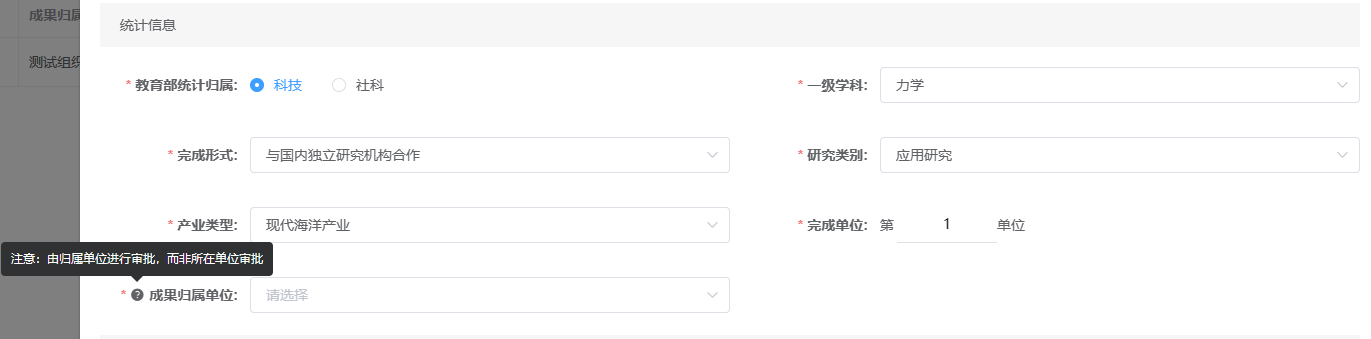 成果归属
统计信息
测试组织
* 教育部统计归属: 科技 社科
* 一级学科: 力学
* 完成形式: 与国内独立研究机构合作
* 研究类别: 应用研究
* 产业类型: 现代海洋产业
* 完成单位: 第 1 单位
注意：由归属单位进行审批，而非所在单位审批
* ? 成果归属单位: 请选择